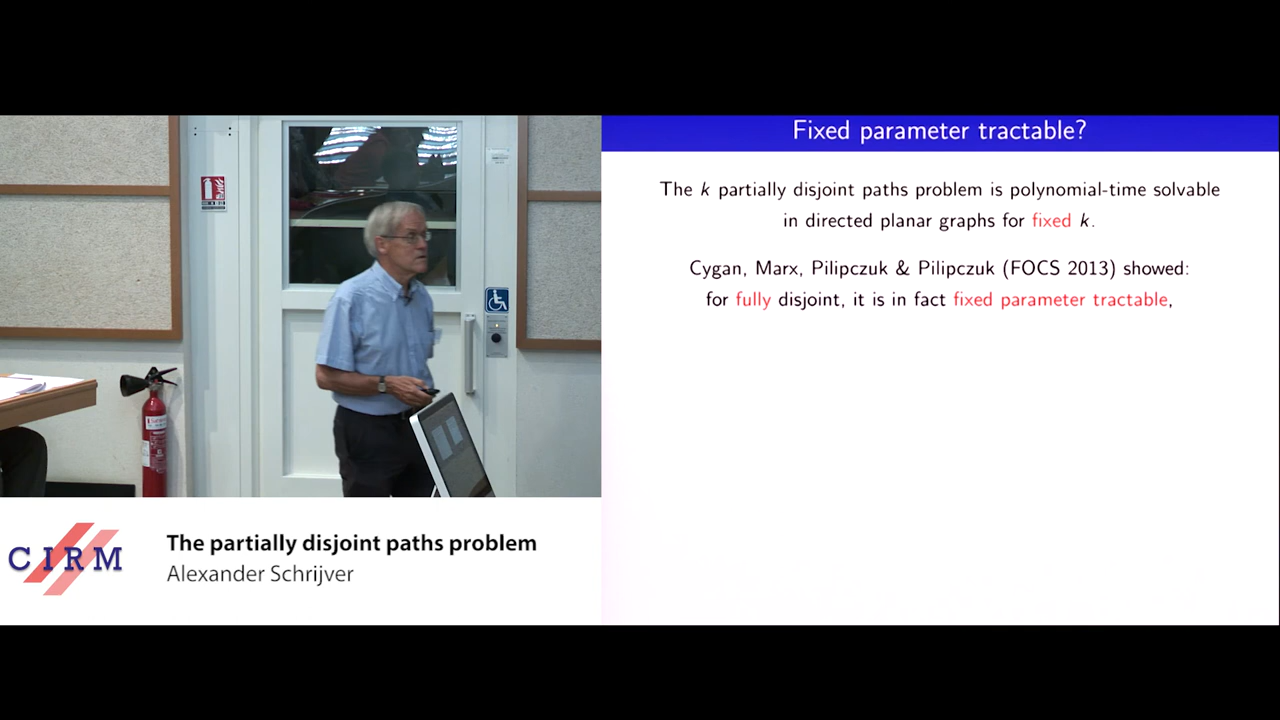 Fixed parameter tractable?
The k partially disjoint paths problem is polynomial-time solvable
in directed planar graphs for fixed k.
Cygan, Marx, Pilipczuk & Pilipczuk (FOCS 2013) showed:
for fully disjoint, it is in fact fixed parameter tractable,
CIRM
The partially disjoint paths problem
Alexander Schrijver